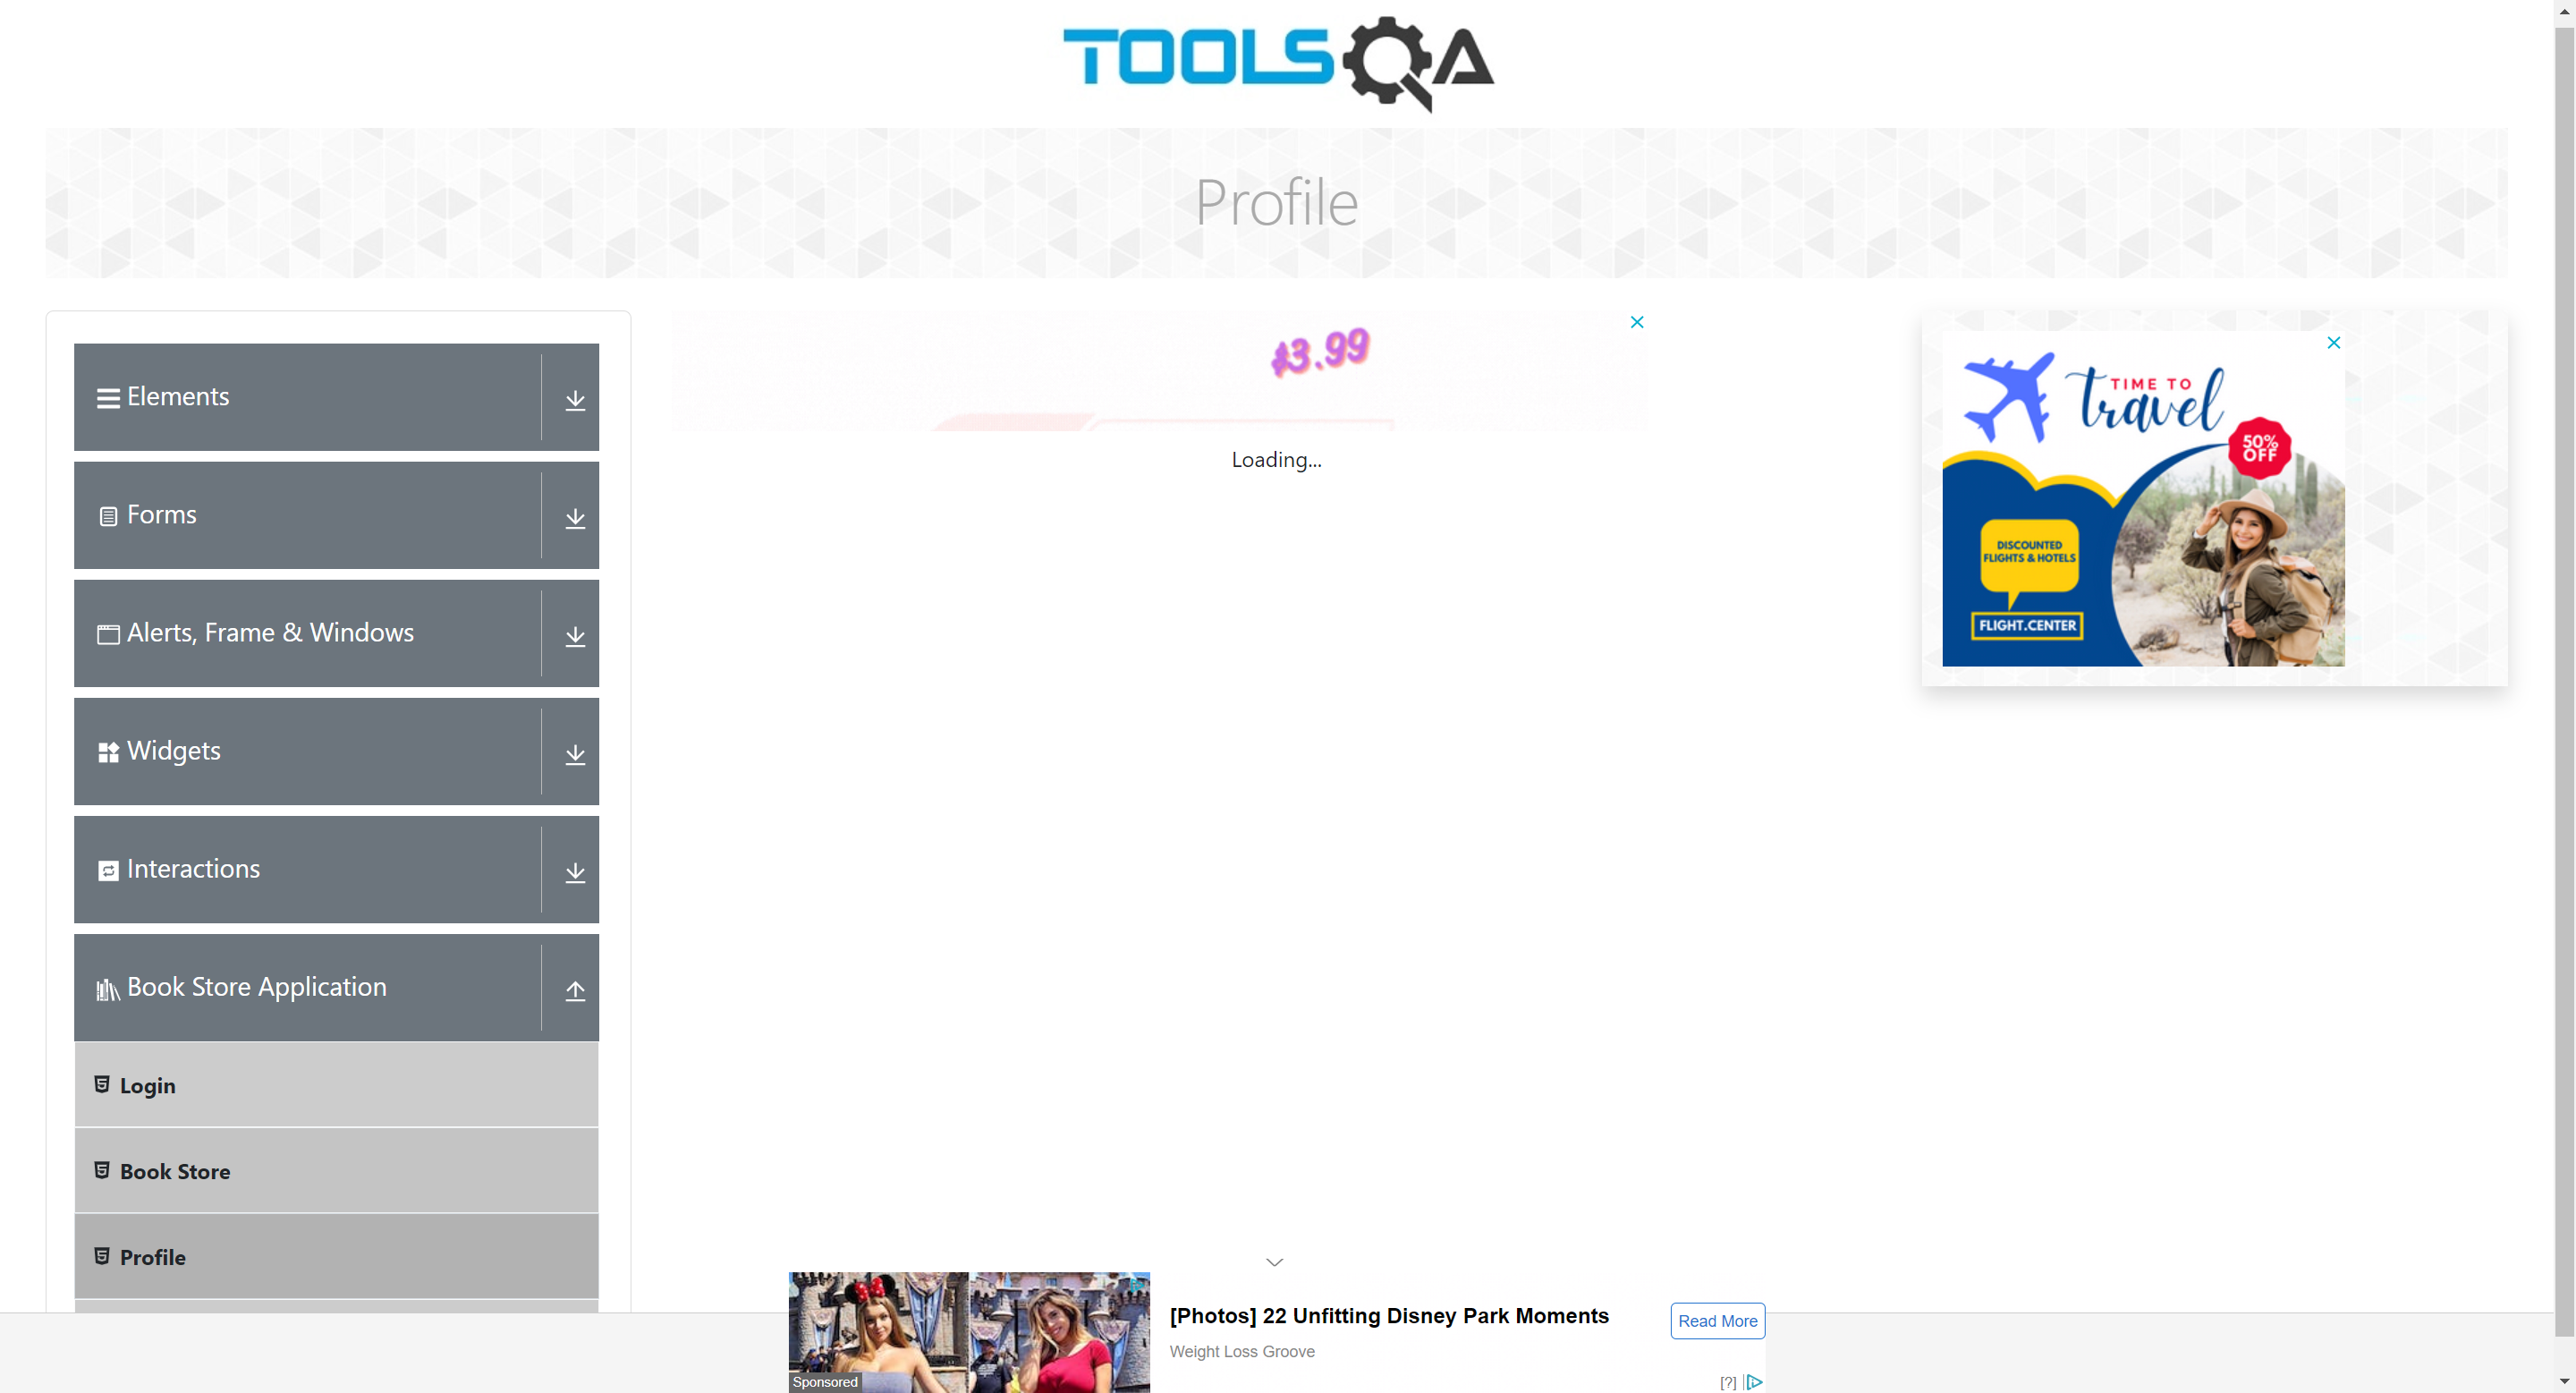 TOOLSQA
Profile
Elements
Forms
Alerts, Frame & Windows
Widgets
Interactions
Book Store Application
Login
Book Store
Profile
$3.99
Loading...
TIME TO
travel
50%
OFF
DISCOUNTED
FLIGHTS & HOTELS
FLIGHT.CENTER
[Photos] 22 Unfitting Disney Park Moments
Weight Loss Groove
Read More
Sponsored
[?]